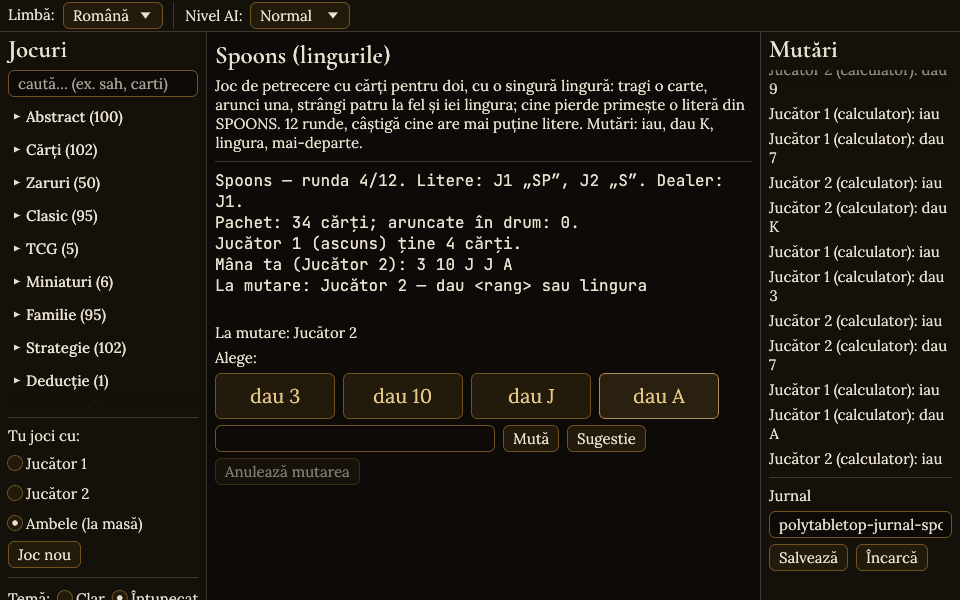 Limbă: Română ▼ Nivel AI: Normal ▼
Jocuri
caută... (ex. sah, carti)
▸ Abstract (100)
▸ Cărți (102)
▸ Zaruri (50)
▸ Clasic (95)
▸ TCG (5)
▸ Miniaturi (6)
▸ Familie (95)
▸ Strategie (102)
▸ Deducție (1)
Tu joci cu:
Jucător 1
Jucător 2
Ambele (la masă)
Joc nou
Temă: Clar Întunecat
Spoons (lingurile)
Joc de petrecere cu cărți pentru doi, cu o singură lingură: tragi o carte,
arunci una, strângi patru la fel și iei lingura; cine pierde primește o literă din
SPOONS. 12 runde, câștigă cine are mai puține litere. Mutări: iau, dau K,
lingura, mai-departe.
Spoons — runda 4/12. Litere: J1 „SP”, J2 „S”. Dealer:
J1.
Pachet: 34 cărți; aruncate în drum: 0.
Jucător 1 (ascuns) ține 4 cărți.
Mâna ta (Jucător 2): 3 10 J J A
La mutare: Jucător 2 — dau <rang> sau lingura
La mutare: Jucător 2
Alege:
dau 3 dau 10 dau J dau A
Mută Sugestie
Anulează mutarea
Mutări
Jucător 2 (calculator): dau
9
Jucător 1 (calculator): iau
Jucător 1 (calculator): dau
7
Jucător 2 (calculator): iau
Jucător 2 (calculator): dau
K
Jucător 1 (calculator): iau
Jucător 1 (calculator): dau
3
Jucător 2 (calculator): iau
Jucător 2 (calculator): dau
7
Jucător 1 (calculator): iau
Jucător 1 (calculator): dau
A
Jucător 2 (calculator): iau
Jurnal
polytabletop-jurnal-spo
Salvează Încarcă